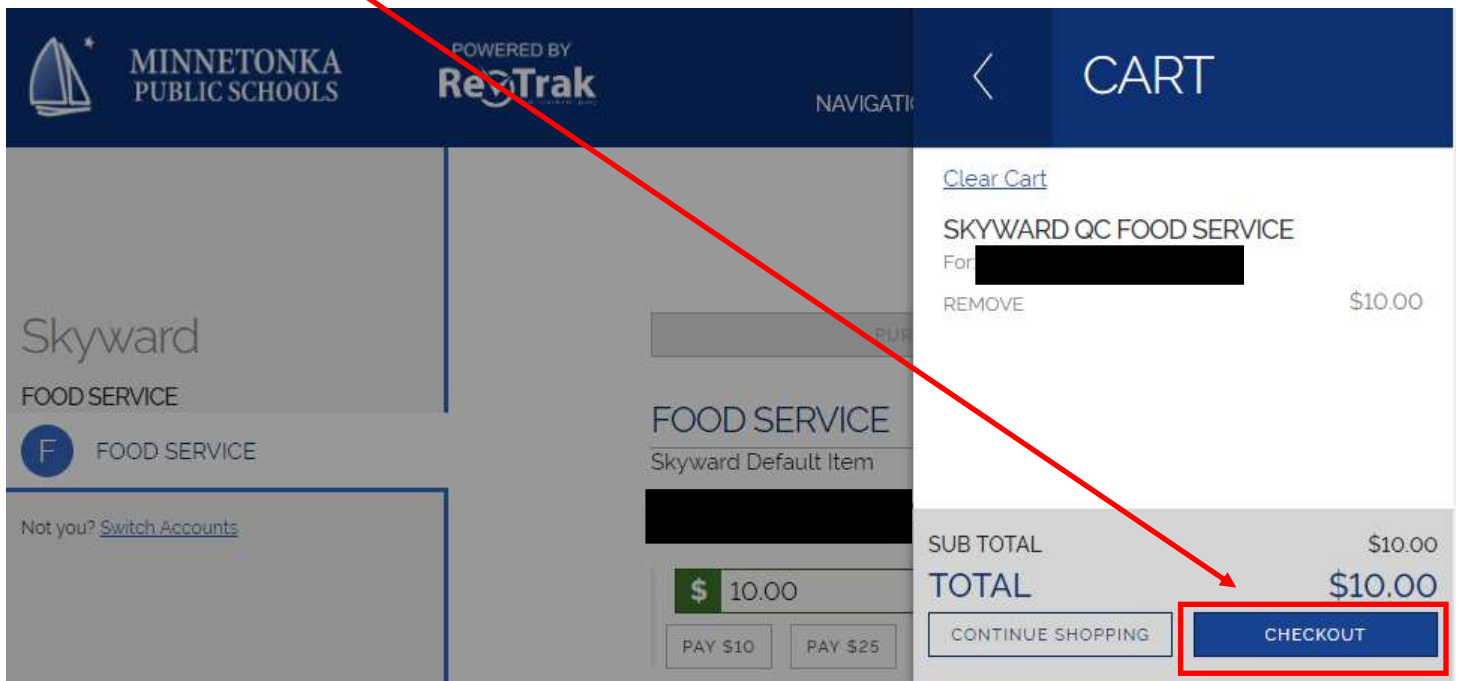 MINNETONKA
PUBLIC SCHOOLS
POWERED BY
RevTrak
CART
Clear Cart
SKYWARD QC FOOD SERVICE
For:
REMOVE $10.00
Skyward
FOOD SERVICE
F FOOD SERVICE
Not you? Switch Accounts
FOOD SERVICE
Skyward Default Item
$ 10.00
PAY $10 PAY $25
SUB TOTAL $10.00
TOTAL $10.00
CONTINUE SHOPPING CHECKOUT